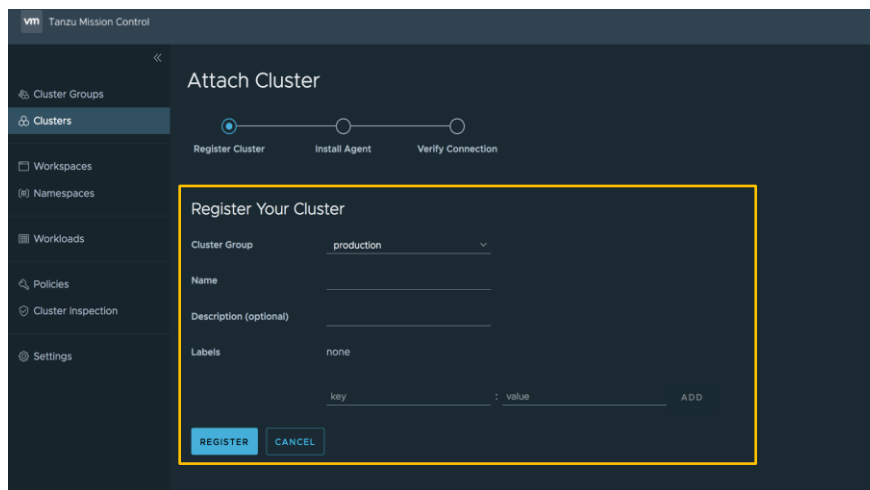 vm Tanzu Mission Control
Cluster Groups
Clusters
Workspaces
Namespaces
Workloads
Policies
Cluster Inspection
Settings
Attach Cluster
Register Cluster Install Agent Verify Connection
Register Your Cluster
Cluster Group production
Name
Description (optional)
Labels none
key : value ADD
REGISTER CANCEL